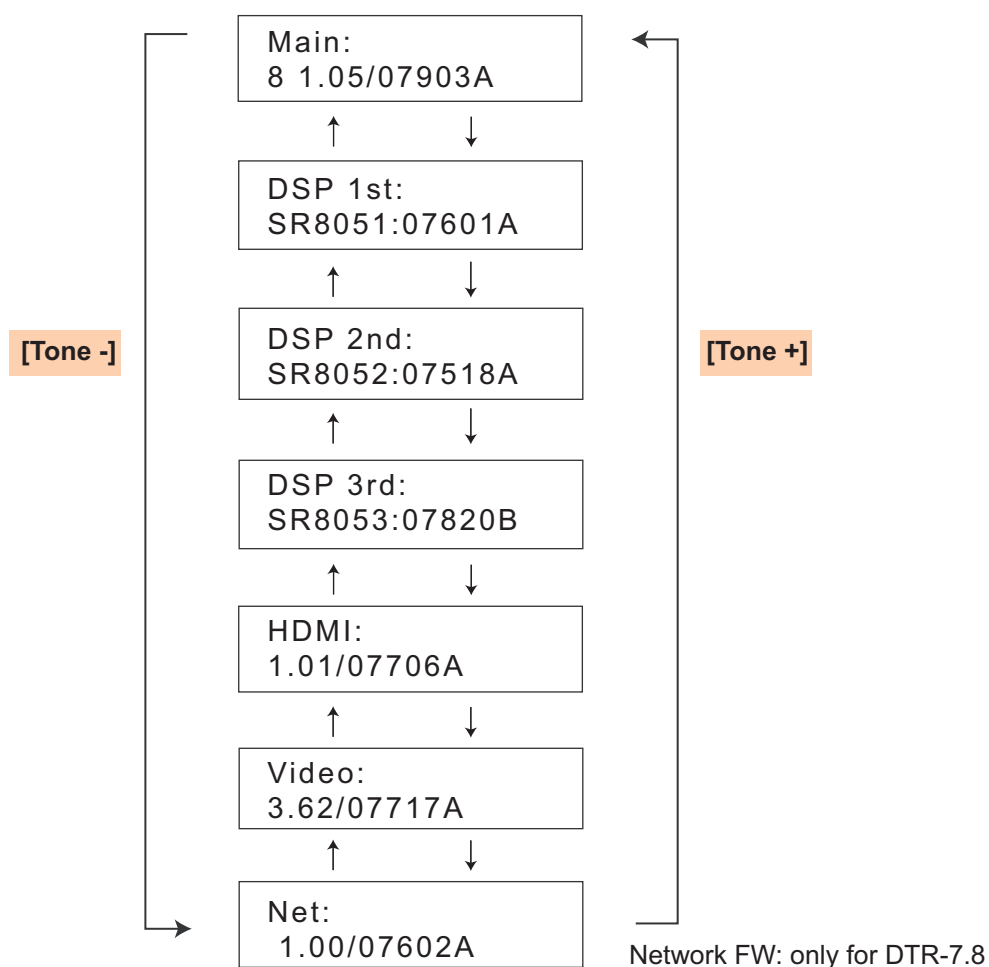 Main:
8 1.05/07903A
DSP 1st:
SR8051:07601A
DSP 2nd:
SR8052:07518A
[Tone -]
[Tone +]
DSP 3rd:
SR8053:07820B
HDMI:
1.01/07706A
Video:
3.62/07717A
Net:
1.00/07602A
Network FW: only for DTR-7.8